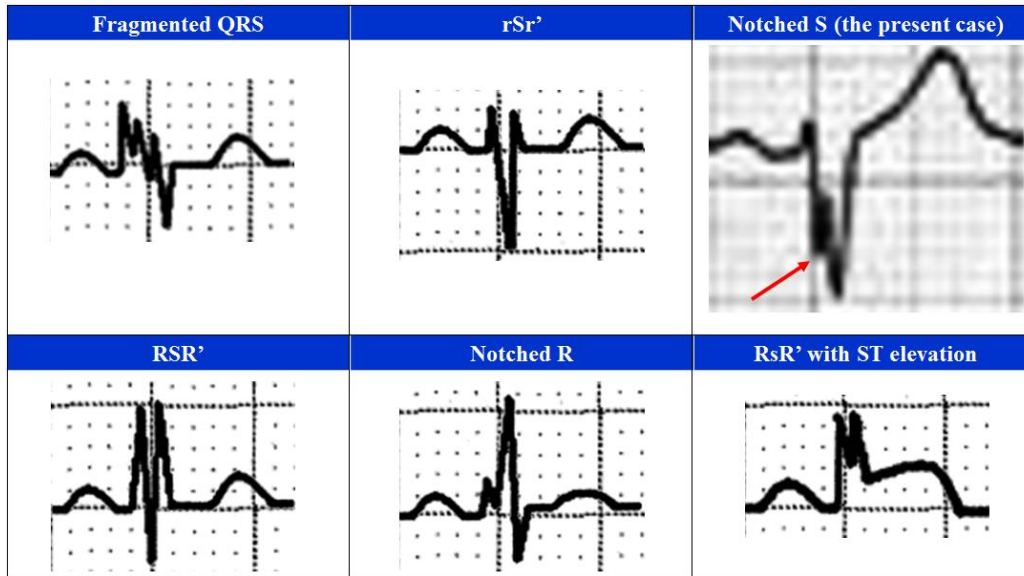 Fragmented QRS
rSr’
Notched S (the present case)
RSR’
Notched R
RsR’ with ST elevation